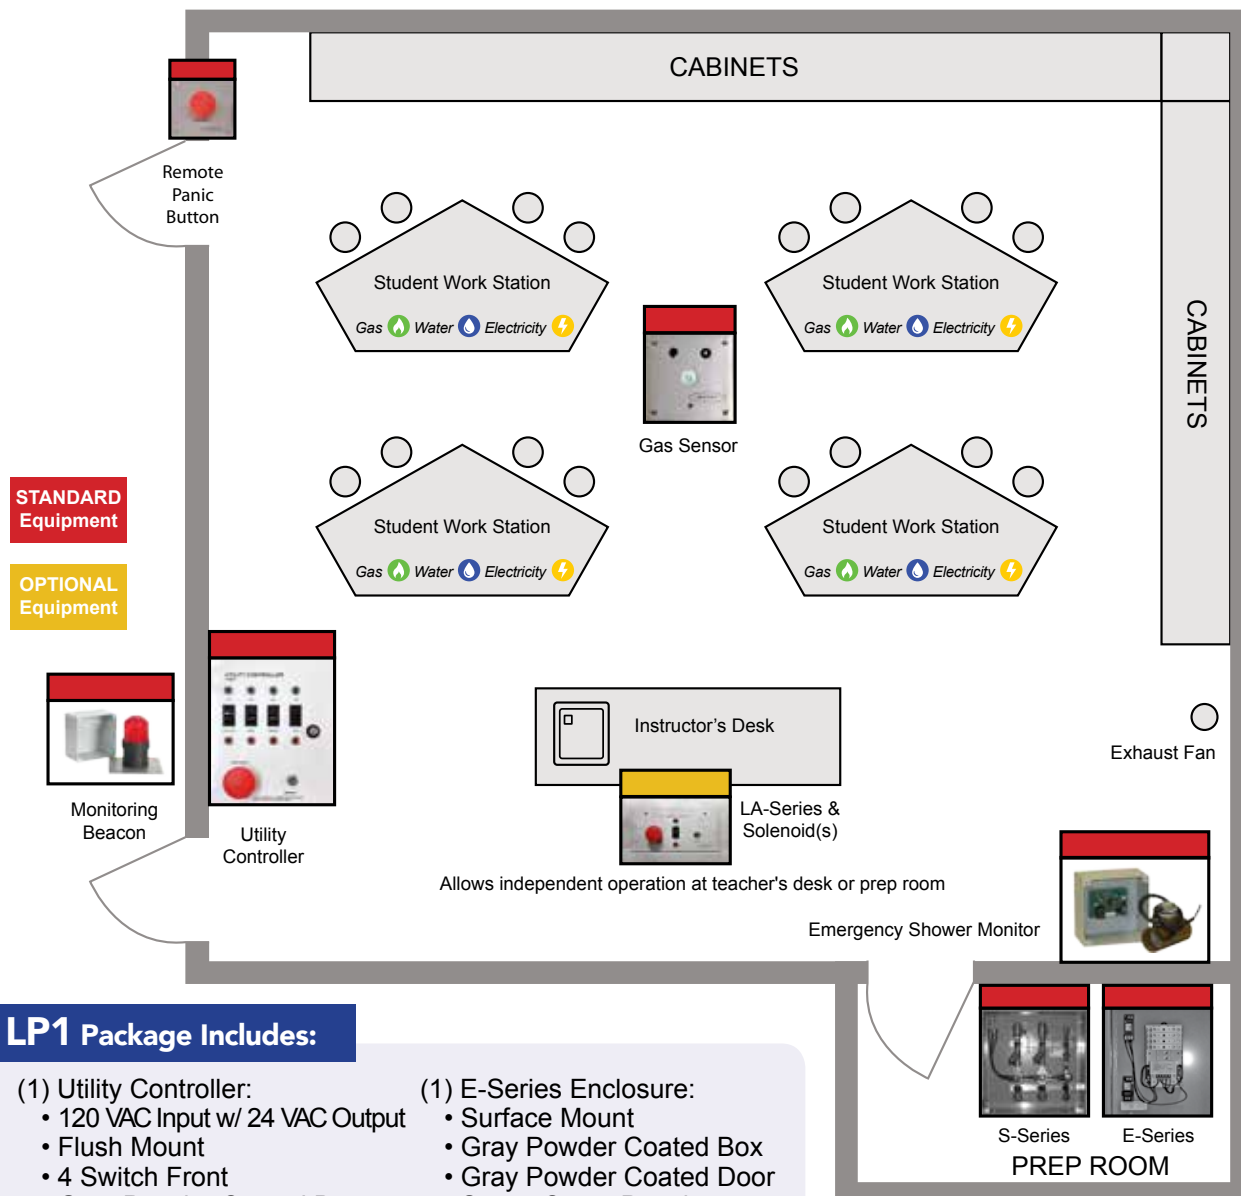 CABINETS
Remote
Panic
Button
Student Work Station
Gas Water Electricity
Student Work Station
Gas Water Electricity
CABINETS
Gas Sensor
STANDARD
Equipment
OPTIONAL
Equipment
Student Work Station
Gas Water Electricity
Student Work Station
Gas Water Electricity
UTILITY CONTROLLER
Monitoring
Beacon
Utility
Controller
Instructor's Desk
LA-Series &
Solenoid(s)
Allows independent operation at teacher's desk or prep room
Exhaust Fan
Emergency Shower Monitor
S-Series
E-Series
PREP ROOM
LP1 Package Includes:
(1) Utility Controller:
• 120 VAC Input w/ 24 VAC Output
• Flush Mount
• 4 Switch Front
(1) E-Series Enclosure:
• Surface Mount
• Gray Powder Coated Box
• Gray Powder Coated Door